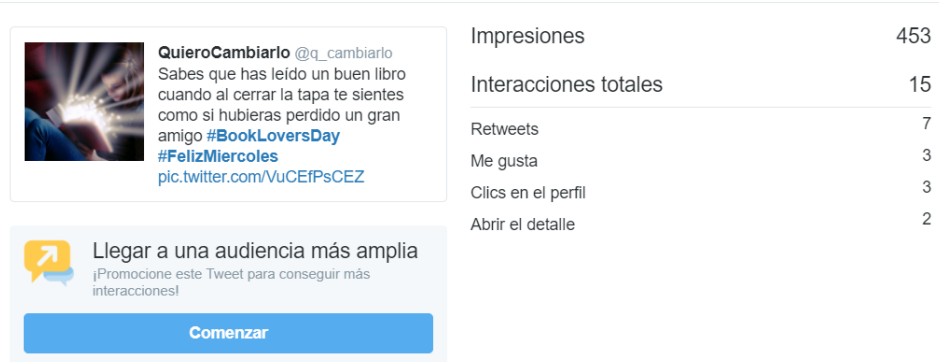 QuieroCambiarlo @q_cambiarlo
Sabes que has leído un buen libro
cuando al cerrar la tapa te sientes
como si hubieras perdido un gran
amigo #BookLoversDay
#FelizMiercoles
pic.twitter.com/VuCEfPsCEZ
Llegar a una audiencia más amplia
¡Promocione este Tweet para conseguir más
interacciones!
Comenzar
Impresiones 453
Interacciones totales 15
Retweets 7
Me gusta 3
Clics en el perfil 3
Abrir el detalle 2